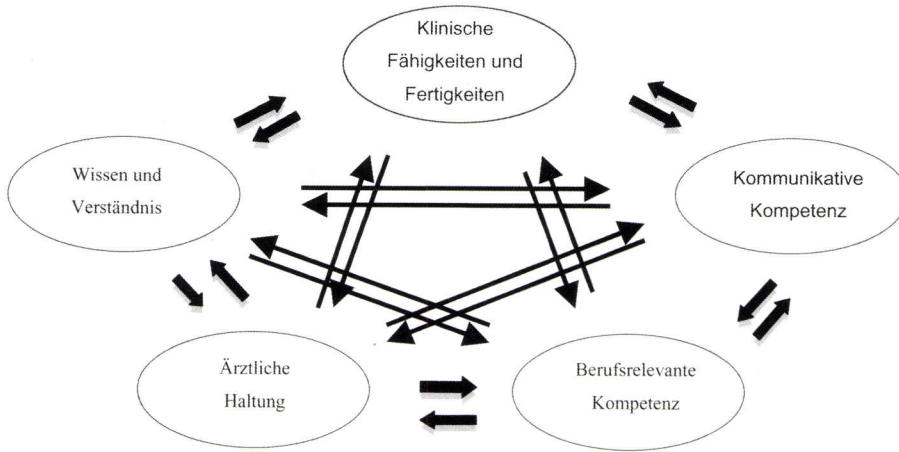 Klinische
Fähigkeiten und
Fertigkeiten
Wissen und
Verständnis
Kommunikative
Kompetenz
Ärztliche
Haltung
Berufsrelevante
Kompetenz